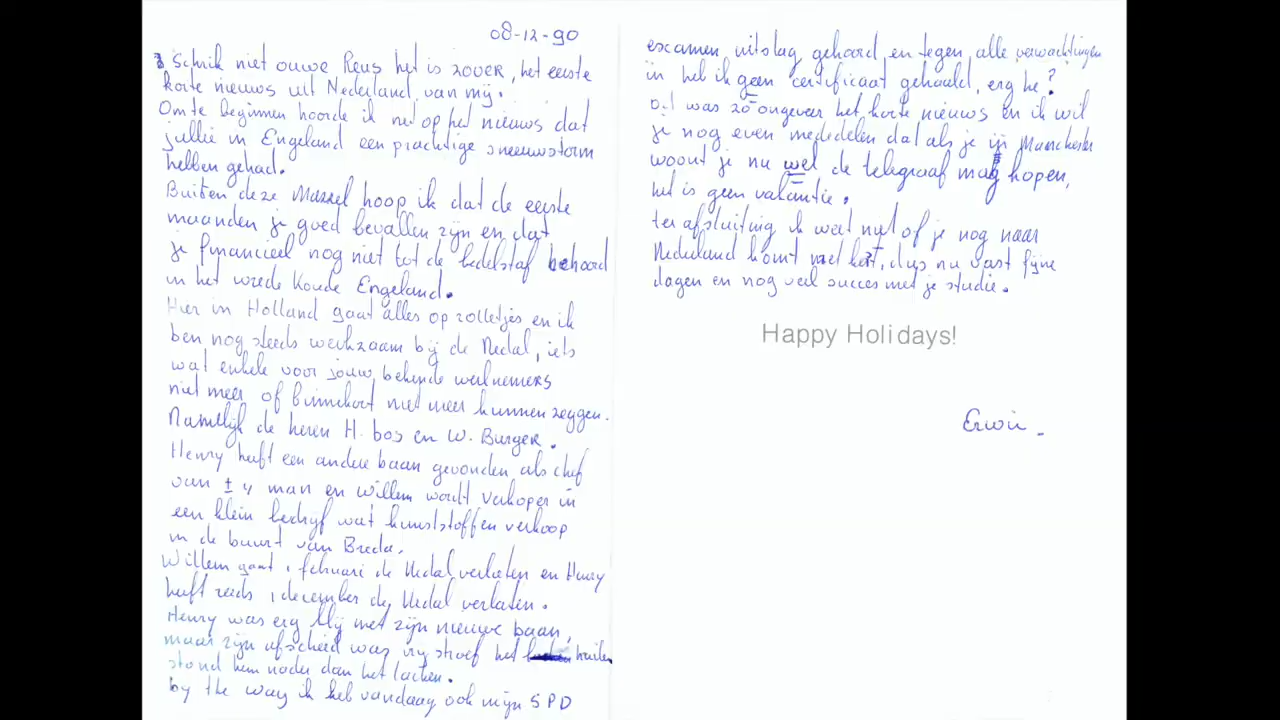 08-12-90
Schrik niet ouwe Reus het is zover, het eerste
korte nieuws uit Nederland, van mij.
Om te beginnen hoorde ik net op het nieuws dat
jullie in Engeland een prachtige sneeuwstorm
hebben gehad.
Buiten deze Mazzel hoop ik dat de eerste
maanden je goed bevallen zijn en dat
je financieel nog niet tot de bedelstaf behoord
in het wrede koude Engeland.
Hier in Holland gaat alles op rolletjes en ik
ben nog steeds werkzaam bij de Nedal, iets
wat enkele voor jouw bekende werknemers
niet meer of binnekort niet meer kunnen zeggen.
Namelijk de heren H. bos en W. Burger.
Henry heeft een andere baan gevonden als chef
van ± 4 man en Willem wordt verkoper in
een klein bedrijf wat kunststoffen verkoop
in de buurt van Breda.
Willem gaat 1 februari de Nedal verlaten en Henry
heeft reeds 1 december de Nedal verlaten.
Henry was erg blij met zijn nieuwe baan,
maar zijn afscheid was vrij stroef het huilen
stond hem nader dan het lachen.
by the way ik heb vandaag ook mijn SPD
examen uitslag gehoord en tegen alle verwachtingen
in heb ik geen certificaat gehaald, erg he?
Dit was zo ongeveer het korte nieuws en ik wil
je nog even mededelen dat als je in Manchester
woont je nu wel de telegraaf mag kopen,
het is geen vakantie.
ter afsluiting ik weet niet of je nog naar
Nederland komt met kerst, dus nu vast fijne
dagen en nog veel succes met je studie.
Happy Holidays!
Erwin.